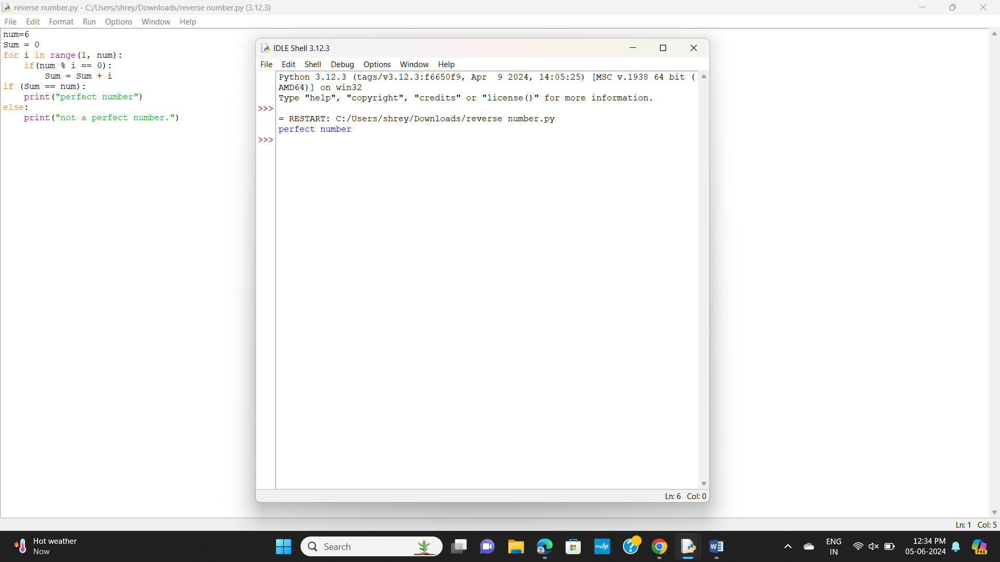 reverse number.py - C:/Users/shrey/Downloads/reverse number.py (3.12.3)
File Edit Format Run Options Window Help
num=6
Sum = 0
for i in range(1, num):
    if(num % i == 0):
        Sum = Sum + i
if (Sum == num):
    print("perfect number")
else:
    print("not a perfect number.")
IDLE Shell 3.12.3
File Edit Shell Debug Options Window Help
Python 3.12.3 (tags/v3.12.3:f6650f9, Apr  9 2024, 14:05:25) [MSC v.1938 64 bit (
AMD64)] on win32
Type "help", "copyright", "credits" or "license()" for more information.
>>>
= RESTART: C:/Users/shrey/Downloads/reverse number.py
perfect number
>>>
Ln: 6 Col: 0
Ln: 1 Col: 5
Hot weather
Now
Search
myhp
W
ENG
IN
12:34 PM
05-06-2024
PRE